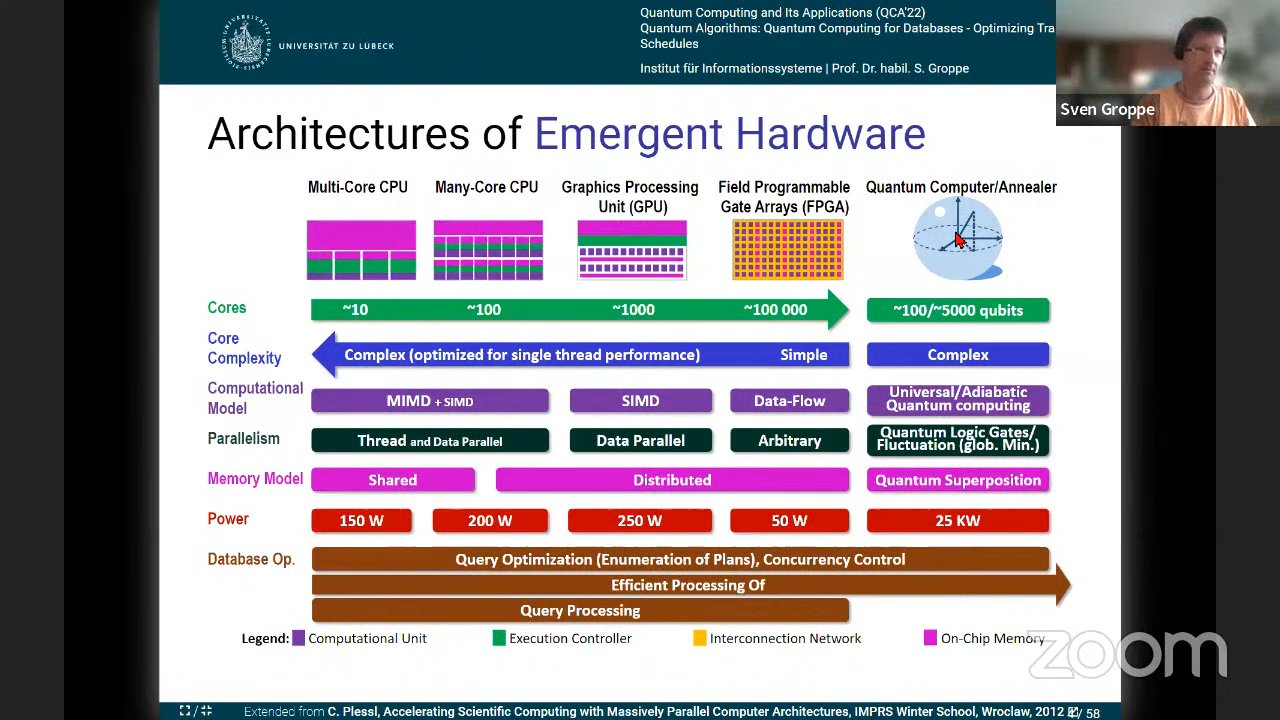 UNIVERSITÄT ZU LÜBECK
Quantum Computing and Its Applications (QCA'22)
Quantum Algorithms: Quantum Computing for Databases - Optimizing Tra
Schedules
Institut für Informationssysteme | Prof. Dr. habil. S. Groppe
Sven Groppe
Architectures of Emergent Hardware
Multi-Core CPU
Many-Core CPU
Graphics Processing
Unit (GPU)
Field Programmable
Gate Arrays (FPGA)
Quantum Computer/Annealer
Cores
~10
~100
~1000
~100 000
~100/~5000 qubits
Core
Complexity
Complex (optimized for single thread performance)
Simple
Complex
Computational
Model
MIMD + SIMD
SIMD
Data-Flow
Universal/Adiabatic
Quantum computing
Parallelism
Thread and Data Parallel
Data Parallel
Arbitrary
Quantum Logic Gates/
Fluctuation (glob. Min.)
Memory Model
Shared
Distributed
Quantum Superposition
Power
150 W
200 W
250 W
50 W
25 KW
Database Op.
Query Optimization (Enumeration of Plans), Concurrency Control
Efficient Processing Of
Query Processing
Legend:
Computational Unit
Execution Controller
Interconnection Network
On-Chip Memory
zoom
Extended from C. Plessl, Accelerating Scientific Computing with Massively Parallel Computer Architectures, IMPRS Winter School, Wroclaw, 2012
/ 58